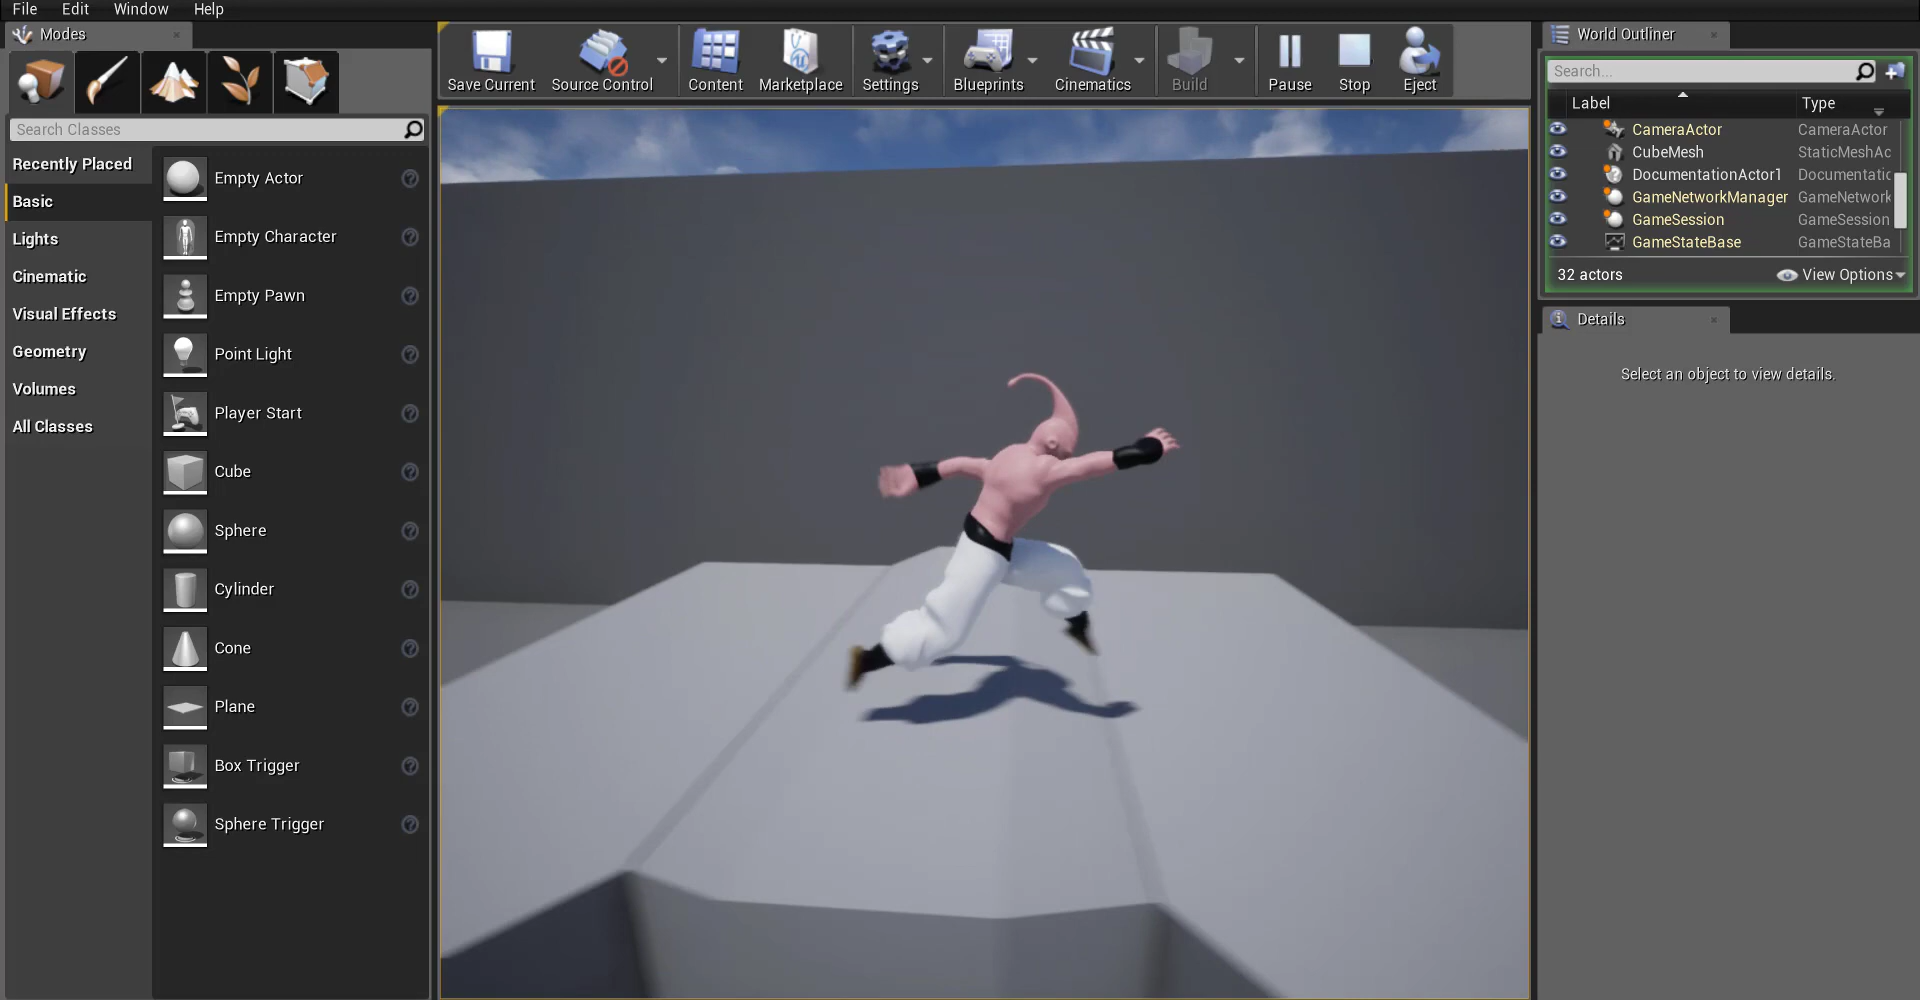 File Edit Window Help
Modes
Search Classes
Recently Placed
Basic
Lights
Cinematic
Visual Effects
Geometry
Volumes
All Classes
Empty Actor
Empty Character
Empty Pawn
Point Light
Player Start
Cube
Sphere
Cylinder
Cone
Plane
Box Trigger
Sphere Trigger
Save Current Source Control Content Marketplace Settings Blueprints Cinematics Build Pause Stop Eject
World Outliner
Search...
Label Type
CameraActor CameraActor
CubeMesh StaticMeshAc
DocumentationActor1 Documentatic
GameNetworkManager GameNetwork
GameSession GameSession
GameStateBase GameStateBa
32 actors View Options
Details
Select an object to view details.